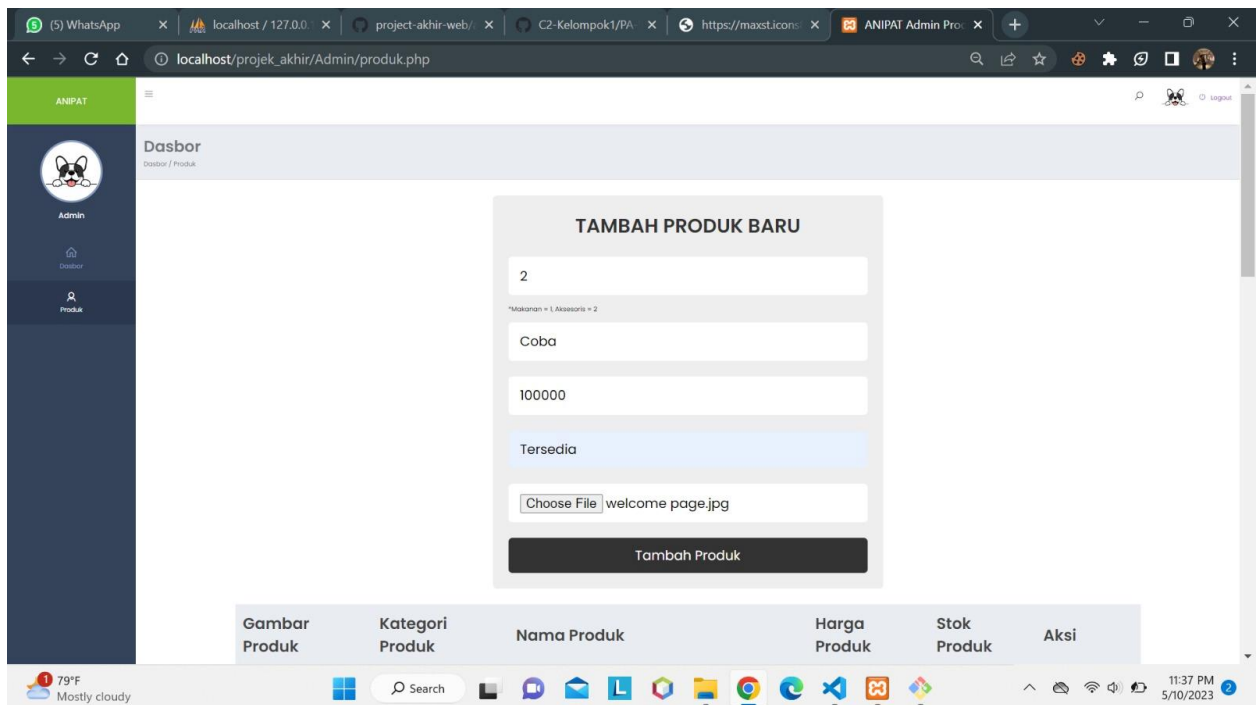 (5) WhatsApp
localhost / 127.0.0.
project-akhir-web/
C2-Kelompok1/PA-
https://maxst.icons
ANIPAT Admin Pro
localhost/projek_akhir/Admin/produk.php
ANIPAT
Logout
Dasbor
Dasbor / Produk
Admin
Dasbor
Produk
TAMBAH PRODUK BARU
2
*Makanan = 1, Aksesoris = 2
Coba
100000
Tersedia
Choose File welcome page.jpg
Tambah Produk
Gambar Produk
Kategori Produk
Nama Produk
Harga Produk
Stok Produk
Aksi
1
79°F
Mostly cloudy
Search
11:37 PM
5/10/2023
2